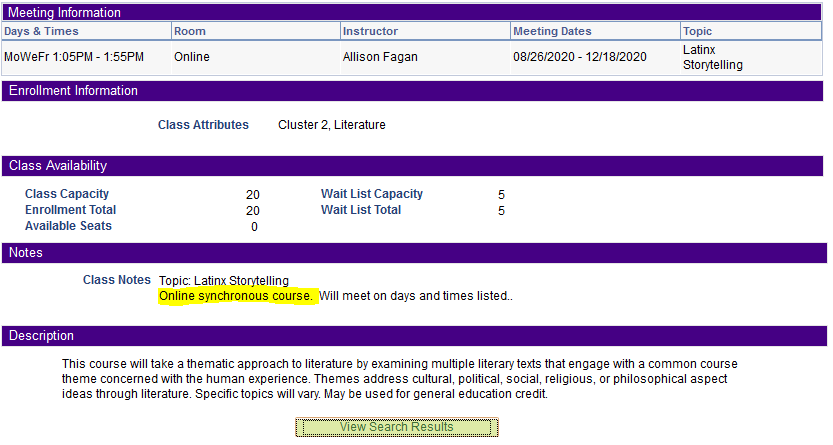 Meeting Information
Days & Times Room Instructor Meeting Dates Topic
MoWeFr 1:05PM - 1:55PM Online Allison Fagan 08/26/2020 - 12/18/2020 Latinx
Storytelling
Enrollment Information
Class Attributes Cluster 2, Literature
Class Availability
Class Capacity 20 Wait List Capacity 5
Enrollment Total 20 Wait List Total 5
Available Seats 0
Notes
Class Notes Topic: Latinx Storytelling
Online synchronous course. Will meet on days and times listed..
Description
This course will take a thematic approach to literature by examining multiple literary texts that engage with a common course
theme concerned with the human experience. Themes address cultural, political, social, religious, or philosophical aspect
ideas through literature. Specific topics will vary. May be used for general education credit.
View Search Results